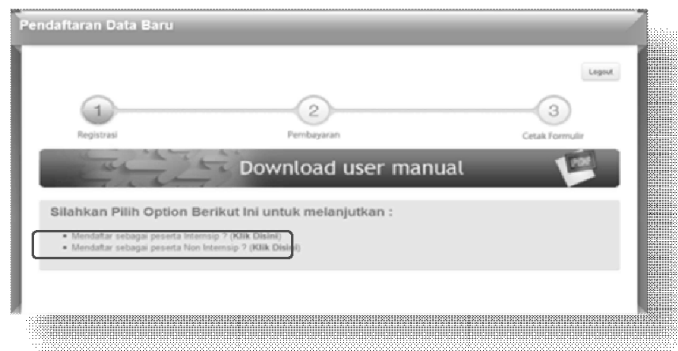 Pendaftaran Data Baru
Logout
1
2
3
Registrasi
Pembayaran
Cetak Formulir
Download user manual
PDF
Silahkan Pilih Option Berikut Ini untuk melanjutkan :
Mendaftar sebagai peserta Internsip ? (Klik Disini)
Mendaftar sebagai peserta Non Internsip ? (Klik Disini)